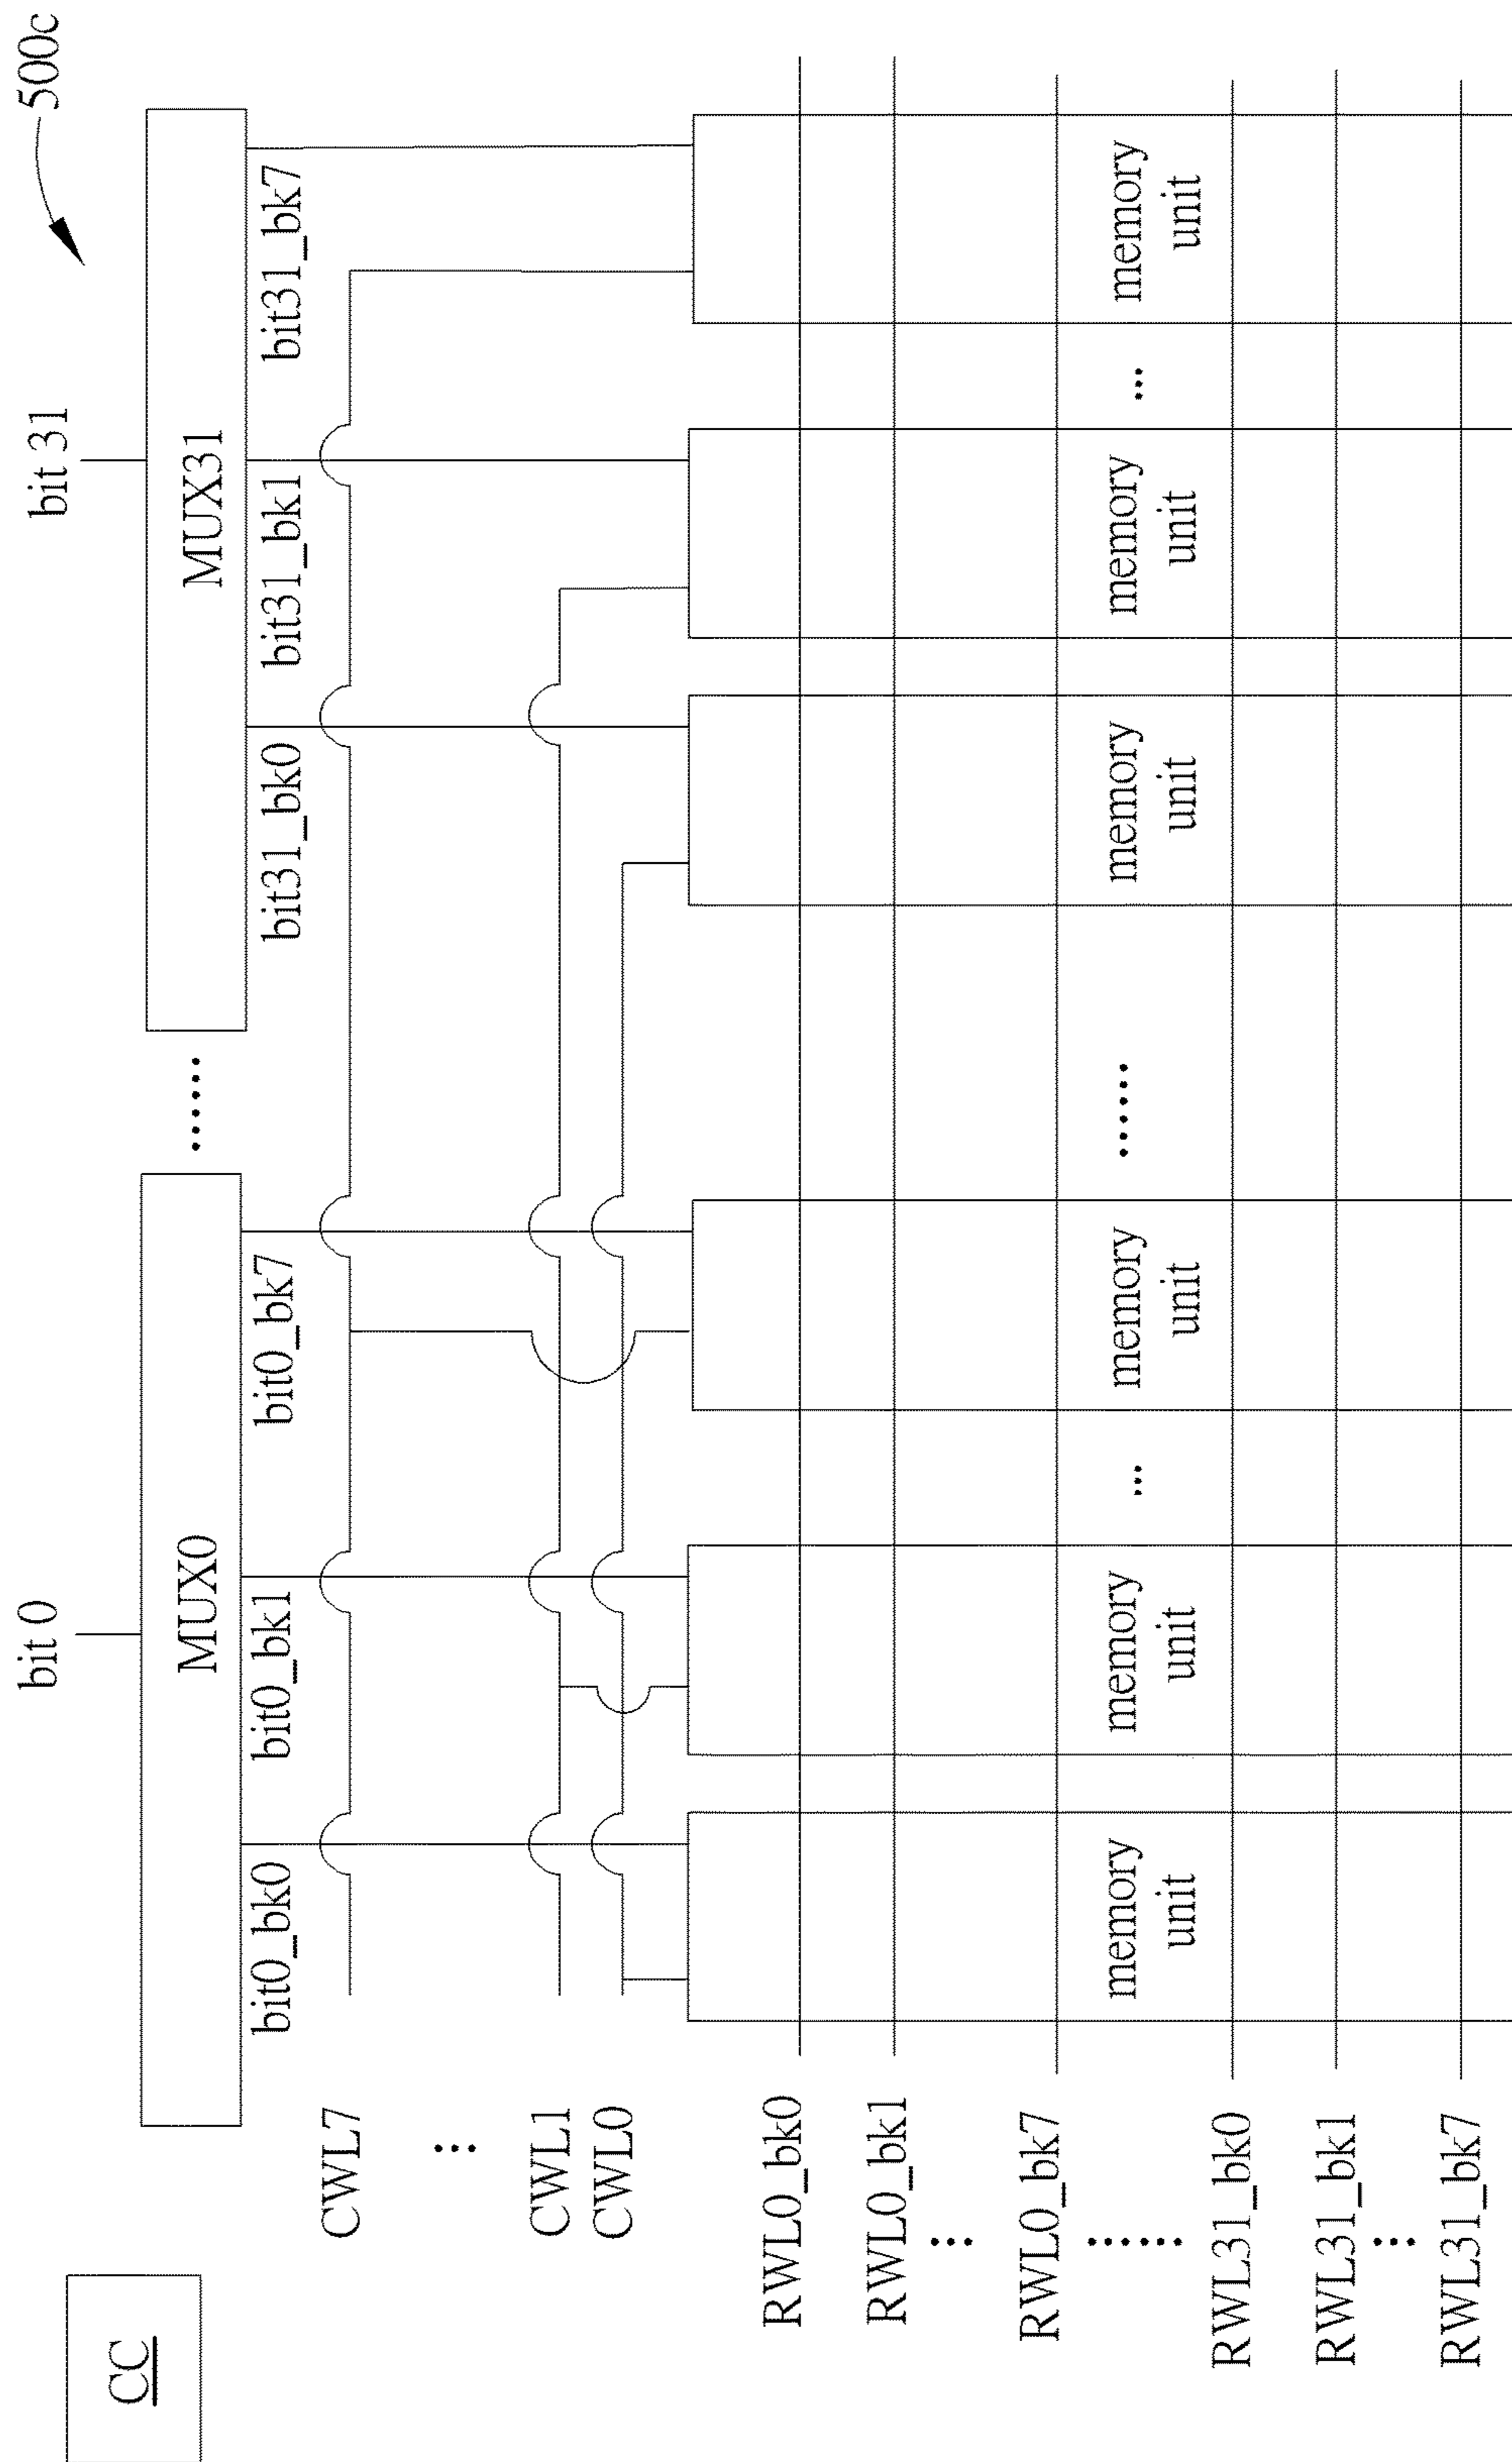 500c
bit 0
bit 31
MUX0
......
MUX31
bit0_bk0
bit0_bk1
bit0_bk7
bit31_bk0
bit31_bk1
bit31_bk7
CC
CWL7
...
CWL1
CWL0
RWL0_bk0
RWL0_bk1
...
RWL0_bk7
......
RWL31_bk0
RWL31_bk1
...
RWL31_bk7
memory
unit
memory
unit
...
memory
unit
......
memory
unit
memory
unit
...
memory
unit